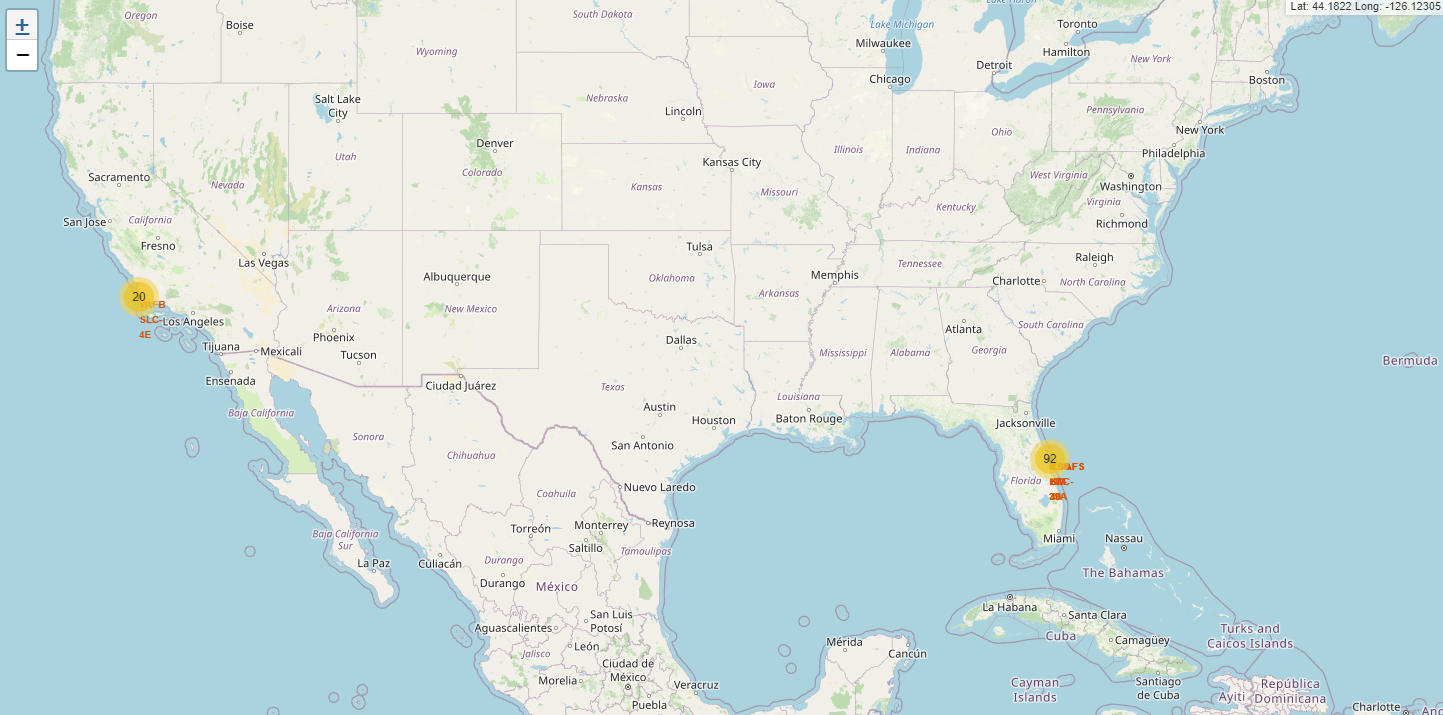 Oregon
South Dakota
Lake Michigan
Toronto
Lat: 44.1822 Long: -126.12305
+
−
Boise
Wyoming
Milwaukee
Hamilton
Detroit
New York
Chicago
Boston
Iowa
Salt Lake
City
Nebraska
Lincoln
Pennsylvania
New York
Ohio
Denver
Utah
Colorado
Illinois
Indiana
Philadelphia
Kansas City
Sacramento
Nevada
Kansas
Missouri
West Virginia
Washington
Virginia
Kentucky
San Jose
California
Richmond
Fresno
Las Vegas
Tulsa
Raleigh
Albuquerque
Oklahoma
Memphis
Tennessee
Charlotte
North Carolina
20
VAFB
SLC-
4E
Los Angeles
Arizona
New Mexico
Arkansas
Atlanta
South Carolina
Phoenix
Dallas
Tijuana
Mexicali
Tucson
Mississippi
Alabama
Georgia
Bermuda
Ensenada
Ciudad Juárez
Texas
Louisiana
Baja California
Austin
Houston
Baton Rouge
Jacksonville
Sonora
San Antonio
Chihuahua
92
Florida
Nuevo Laredo
Coahuila
Baja California
Sur
Torreón
Monterrey
Reynosa
Saltillo
Tamaulipas
Miami
Nassau
La Paz
Culiacán
Durango
Durango
México
The Bahamas
La Habana
Santa Clara
San Luis
Potosí
Aguascalientes
Cuba
Camagüey
Turks and
Caicos Islands
León
Jalisco
Mérida
Cancún
Ciudad de
México
Morelia
Veracruz
Puebla
Cayman
Islands
Santiago
de Cuba
Ayiti
República
Dominicana
Charlotte